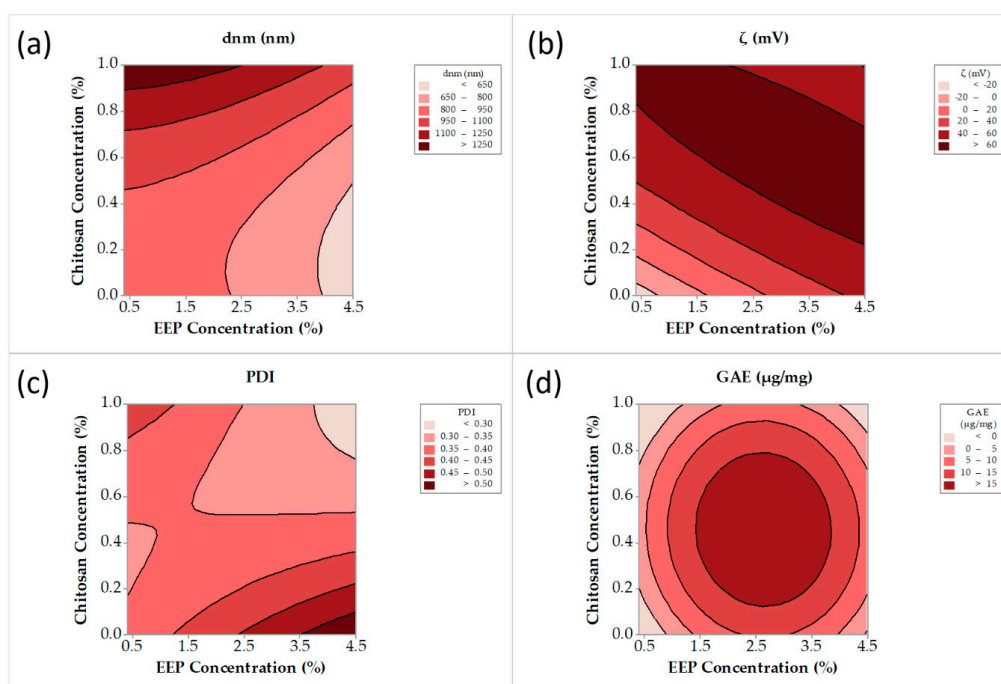 (a)
dnm (nm)
Chitosan Concentration (%)
1.0
0.8
0.6
0.4
0.2
0.0
0.5 1.5 2.5 3.5 4.5
EEP Concentration (%)
dnm (nm)
< 650
650 – 800
800 – 950
950 – 1100
1100 – 1250
> 1250
(b)
ζ (mV)
Chitosan Concentration (%)
1.0
0.8
0.6
0.4
0.2
0.0
0.5 1.5 2.5 3.5 4.5
EEP Concentration (%)
ζ (mV)
< -20
-20 – 0
0 – 20
20 – 40
40 – 60
> 60
(c)
PDI
Chitosan Concentration (%)
1.0
0.8
0.6
0.4
0.2
0.0
0.5 1.5 2.5 3.5 4.5
EEP Concentration (%)
PDI
< 0.30
0.30 – 0.35
0.35 – 0.40
0.40 – 0.45
0.45 – 0.50
> 0.50
(d)
GAE (µg/mg)
Chitosan Concentration (%)
1.0
0.8
0.6
0.4
0.2
0.0
0.5 1.5 2.5 3.5 4.5
EEP Concentration (%)
GAE
(µg/mg)
< 0
0 – 5
5 – 10
10 – 15
> 15